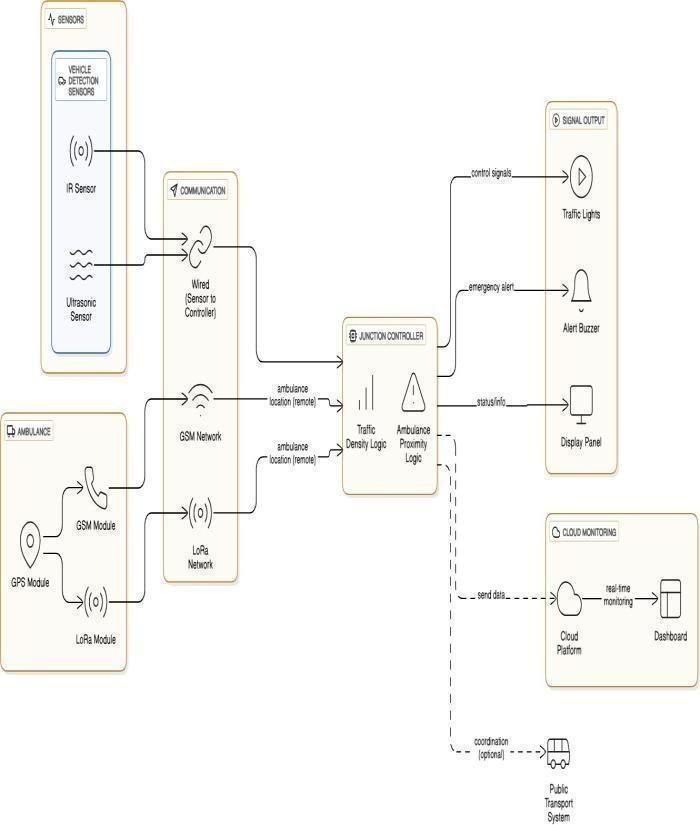 SENSORS
VEHICLE
DETECTION
SENSORS
IR Sensor
Ultrasonic
Sensor
AMBULANCE
GPS Module
GSM Module
LoRa Module
COMMUNICATION
Wired
(Sensor to
Controller)
GSM Network
LoRa
Network
ambulance
location (remote)
ambulance
location (remote)
JUNCTION CONTROLLER
Traffic
Density Logic
Ambulance
Proximity
Logic
control signals
emergency alert
status/info
SIGNAL OUTPUT
Traffic Lights
Alert Buzzer
Display Panel
send data
CLOUD MONITORING
Cloud
Platform
real-time
monitoring
Dashboard
coordination
(optional)
Public
Transport
System